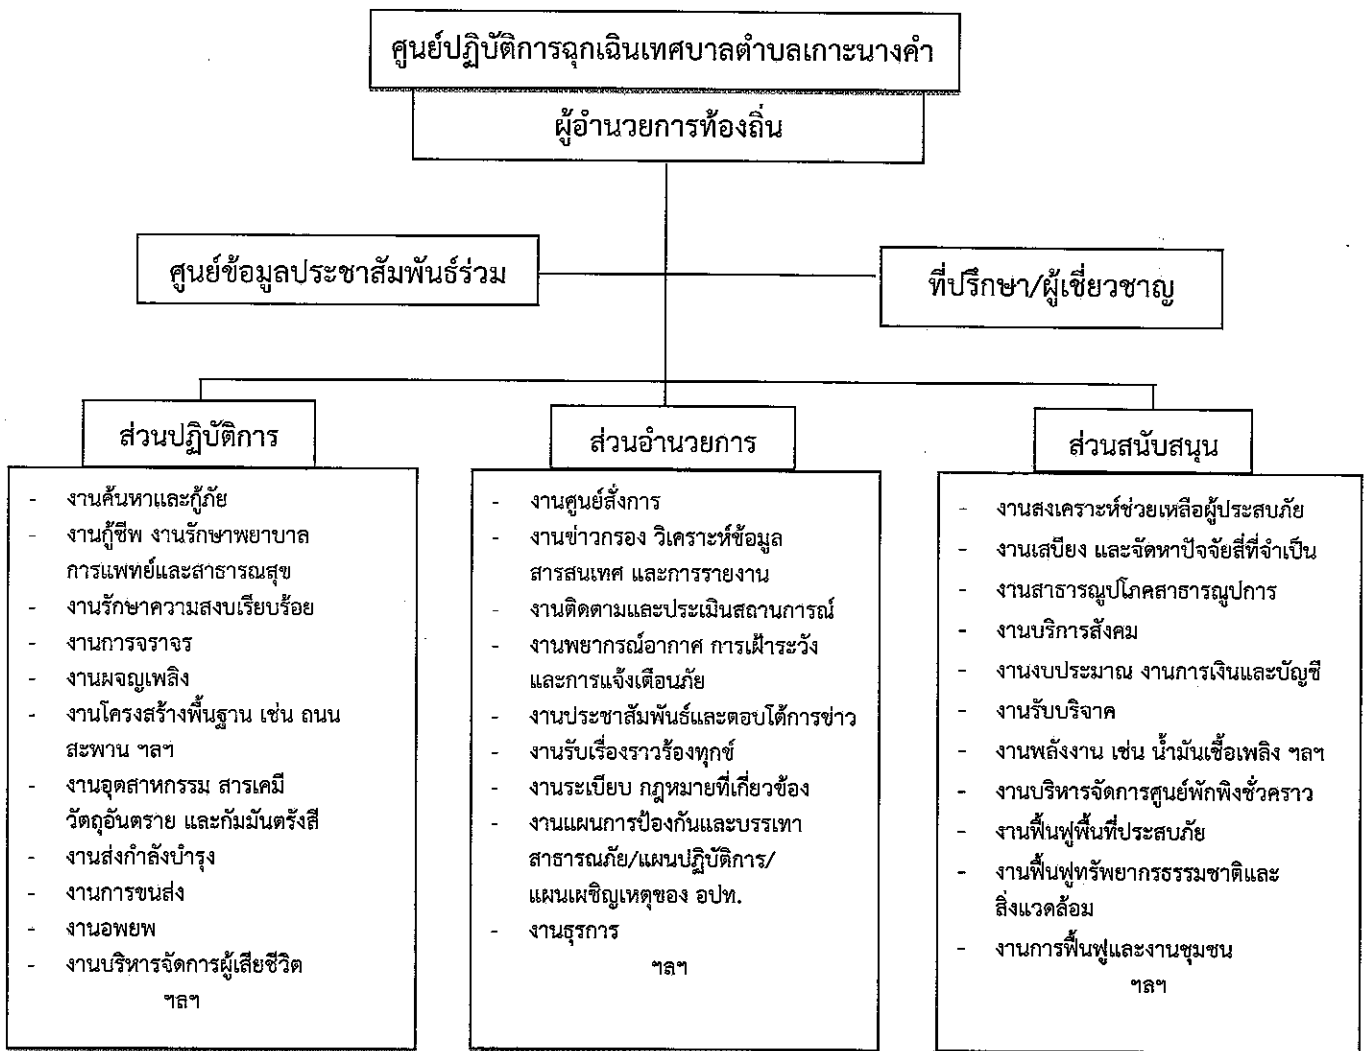 ศูนย์ปฏิบัติการฉุกเฉินเทศบาลตำบลเกาะนางคำ
ผู้อำนวยการท้องถิ่น
ศูนย์ข้อมูลประชาสัมพันธ์ร่วม
ที่ปรึกษา/ผู้เชี่ยวชาญ
ส่วนปฏิบัติการ
- งานค้นหาและกู้ภัย
- งานกู้ชีพ งานรักษาพยาบาล
การแพทย์และสาธารณสุข
- งานรักษาความสงบเรียบร้อย
- งานการจราจร
- งานผจญเพลิง
- งานโครงสร้างพื้นฐาน เช่น ถนน
สะพาน ฯลฯ
- งานอุตสาหกรรม สารเคมี
วัตถุอันตราย และกัมมันตรังสี
- งานส่งกำลังบำรุง
- งานการขนส่ง
- งานอพยพ
- งานบริหารจัดการผู้เสียชีวิต
ฯลฯ
ส่วนอำนวยการ
- งานศูนย์สั่งการ
- งานข่าวกรอง วิเคราะห์ข้อมูล
สารสนเทศ และการรายงาน
- งานติดตามและประเมินสถานการณ์
- งานพยากรณ์อากาศ การเฝ้าระวัง
และการแจ้งเตือนภัย
- งานประชาสัมพันธ์และตอบโต้การข่าว
- งานรับเรื่องราวร้องทุกข์
- งานระเบียบ กฎหมายที่เกี่ยวข้อง
- งานแผนการป้องกันและบรรเทา
สาธารณภัย/แผนปฏิบัติการ/
แผนเผชิญเหตุของ อปท.
- งานธุรการ
ฯลฯ
ส่วนสนับสนุน
- งานสงเคราะห์ช่วยเหลือผู้ประสบภัย
- งานเสบียง และจัดหาปัจจัยสี่ที่จำเป็น
- งานสาธารณูปโภคสาธารณูปการ
- งานบริการสังคม
- งานงบประมาณ งานการเงินและบัญชี
- งานรับบริจาค
- งานพลังงาน เช่น น้ำมันเชื้อเพลิง ฯลฯ
- งานบริหารจัดการศูนย์พักพิงชั่วคราว
- งานฟื้นฟูพื้นที่ประสบภัย
- งานฟื้นฟูทรัพยากรธรรมชาติและ
สิ่งแวดล้อม
- งานการฟื้นฟูและงานชุมชน
ฯลฯ